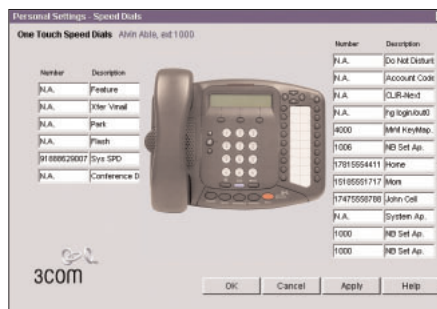 Personal Settings - Speed Dials
One Touch Speed Dials Alvin Able, ext 1000
Number Description
N.A. Feature
N.A. Xfer Vmail
N.A. Park
N.A. Flash
91888629007 Sys SPD
N.A. Conference D
Number Description
N.A. Do Not Disturb
N.A. Account Code
N.A. CLIR-Next
N.A. hg login/out0
4000 MHM KeyMap.
1006 NB Set Ap.
17815554411 Home
15185551717 Mom
17475558788 John Cell
N.A. System Ap.
1000 NB Set Ap.
1000 NB Set Ap.
3com
OK Cancel Apply Help